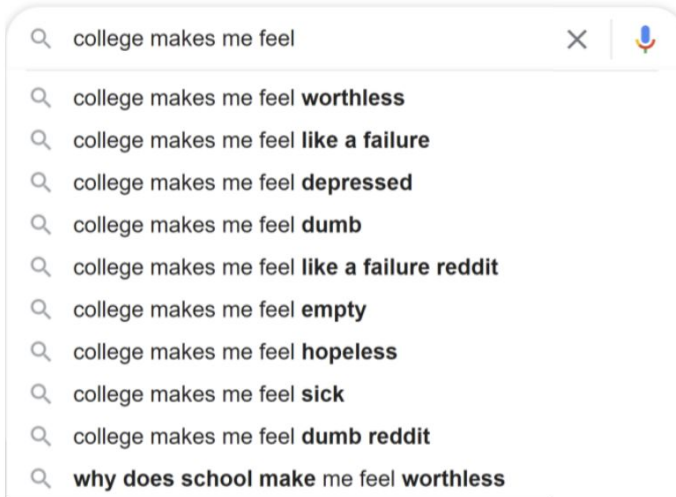 college makes me feel
college makes me feel worthless
college makes me feel like a failure
college makes me feel depressed
college makes me feel dumb
college makes me feel like a failure reddit
college makes me feel empty
college makes me feel hopeless
college makes me feel sick
college makes me feel dumb reddit
why does school make me feel worthless